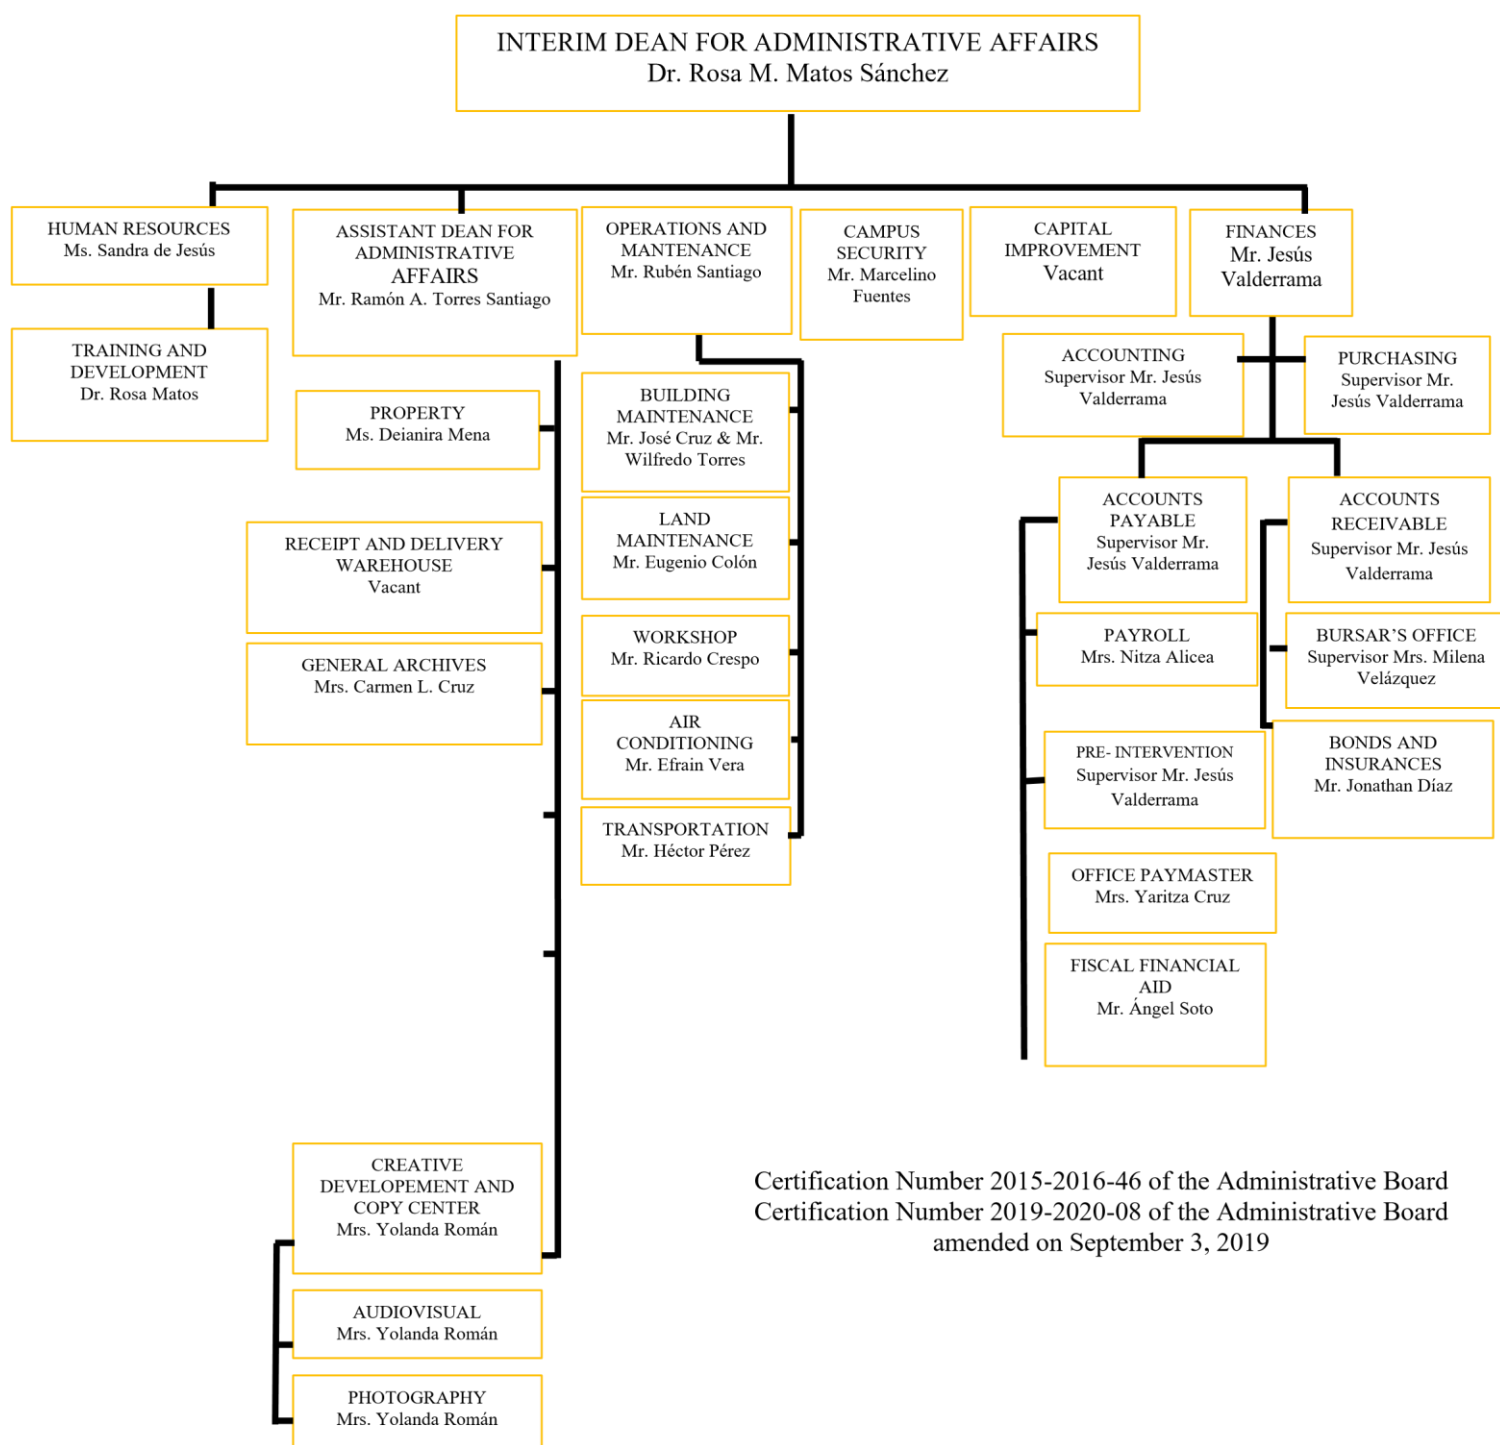 INTERIM DEAN FOR ADMINISTRATIVE AFFAIRS
Dr. Rosa M. Matos Sánchez
HUMAN RESOURCES
Ms. Sandra de Jesús
ASSISTANT DEAN FOR
ADMINISTRATIVE
AFFAIRS
Mr. Ramón A. Torres Santiago
OPERATIONS AND
MANTENANCE
Mr. Rubén Santiago
CAMPUS
SECURITY
Mr. Marcelino
Fuentes
CAPITAL
IMPROVEMENT
Vacant
FINANCES
Mr. Jesús
Valderrama
TRAINING AND
DEVELOPMENT
Dr. Rosa Matos
PROPERTY
Ms. Deianira Mena
RECEIPT AND DELIVERY
WAREHOUSE
Vacant
GENERAL ARCHIVES
Mrs. Carmen L. Cruz
BUILDING
MAINTENANCE
Mr. José Cruz & Mr.
Wilfredo Torres
LAND
MAINTENANCE
Mr. Eugenio Colón
WORKSHOP
Mr. Ricardo Crespo
AIR
CONDITIONING
Mr. Efrain Vera
TRANSPORTATION
Mr. Héctor Pérez
ACCOUNTING
Supervisor Mr. Jesús
Valderrama
PURCHASING
Supervisor Mr.
Jesús Valderrama
ACCOUNTS
PAYABLE
Supervisor Mr.
Jesús Valderrama
ACCOUNTS
RECEIVABLE
Supervisor Mr. Jesús
Valderrama
PAYROLL
Mrs. Nitza Alicea
BURSAR’S OFFICE
Supervisor Mrs. Milena
Velázquez
PRE- INTERVENTION
Supervisor Mr. Jesús
Valderrama
BONDS AND
INSURANCES
Mr. Jonathan Díaz
OFFICE PAYMASTER
Mrs. Yaritza Cruz
FISCAL FINANCIAL
AID
Mr. Ángel Soto
CREATIVE
DEVELOPEMENT AND
COPY CENTER
Mrs. Yolanda Román
AUDIOVISUAL
Mrs. Yolanda Román
PHOTOGRAPHY
Mrs. Yolanda Román
Certification Number 2015-2016-46 of the Administrative Board
Certification Number 2019-2020-08 of the Administrative Board
amended on September 3, 2019